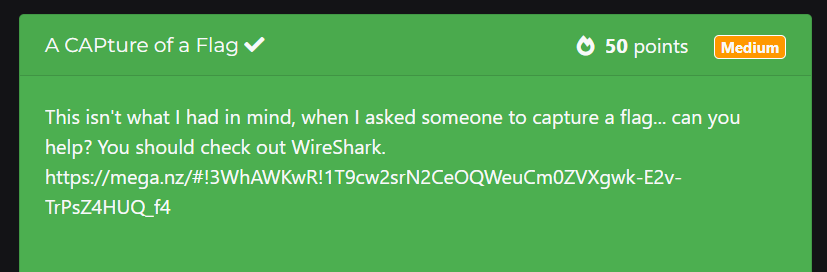 A CAPture of a Flag
50 points
Medium
This isn't what I had in mind, when I asked someone to capture a flag... can you
help? You should check out WireShark.
https://mega.nz/#!3WhAWKwR!1T9cw2srN2CeOQWeuCm0ZVXgwk-E2v-
TrPsZ4HUQ_f4